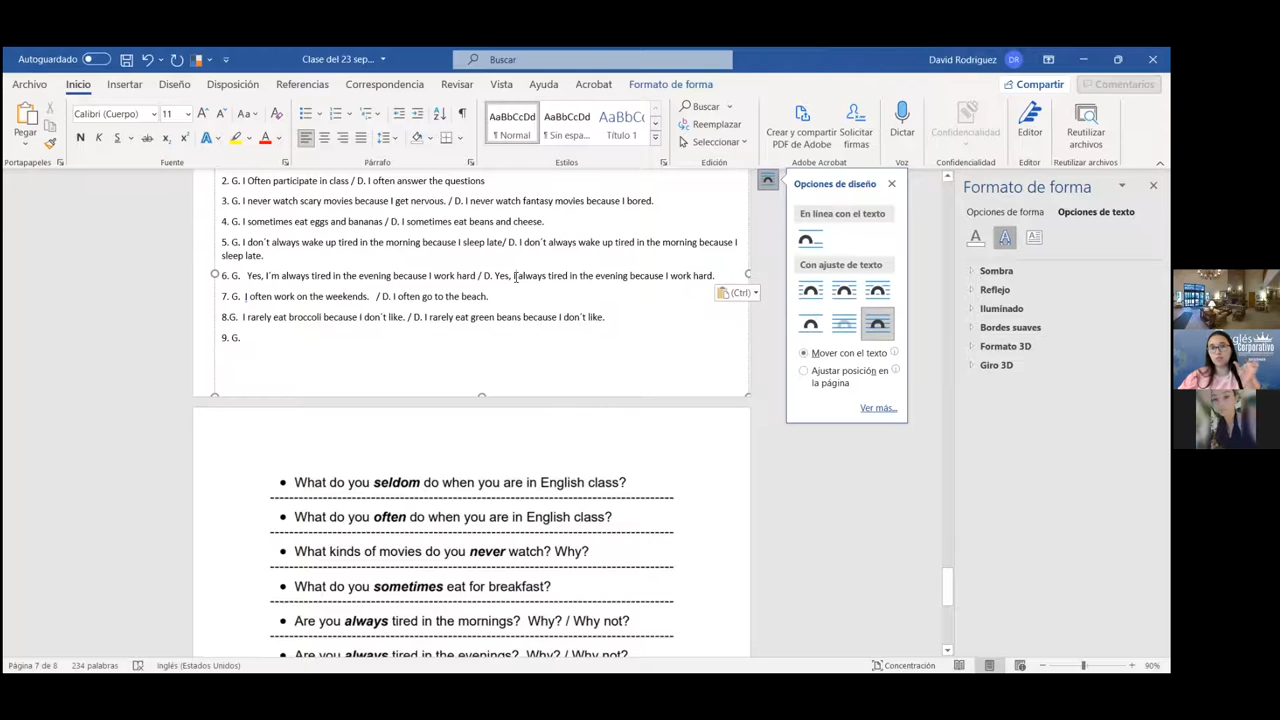 Autoguardado
Clase del 23 sep...
Buscar
David Rodriguez
DR
Archivo
Inicio
Insertar
Diseño
Disposición
Referencias
Correspondencia
Revisar
Vista
Ayuda
Acrobat
Formato de forma
Compartir
Comentarios
Pegar
Calibri (Cuerpo)
11
N
K
S
AaBbCcDd
AaBbCcDd
AaBbCc
¶ Normal
¶ Sin espa...
Título 1
Buscar
Reemplazar
Seleccionar
Crear y compartir PDF de Adobe
Solicitar firmas
Dictar
Confidencialidad
Editor
Reutilizar archivos
Portapapeles
Fuente
Párrafo
Estilos
Edición
Adobe Acrobat
Voz
Confidencialidad
Editor
Reutilizar archivos
2. G. I Often participate in class / D. I often answer the questions
3. G. I never watch scary movies because I get nervous. / D. I never watch fantasy movies because I bored.
4. G. I sometimes eat eggs and bananas / D. I sometimes eat beans and cheese.
5. G. I don´t always wake up tired in the morning because I sleep late/ D. I don´t always wake up tired in the morning because I
sleep late.
6. G. Yes, I´m always tired in the evening because I work hard / D. Yes, I always tired in the evening because I work hard.
7. G. I often work on the weekends. / D. I often go to the beach.
8.G. I rarely eat broccoli because I don´t like. / D. I rarely eat green beans because I don´t like.
9. G.
(Ctrl)
What do you seldom do when you are in English class?
What do you often do when you are in English class?
What kinds of movies do you never watch? Why?
What do you sometimes eat for breakfast?
Are you always tired in the mornings? Why? / Why not?
Are you always tired in the evenings? Why? / Why not?
Opciones de diseño
En línea con el texto
Con ajuste de texto
Mover con el texto
Ajustar posición en
la página
Ver más...
Formato de forma
Opciones de forma
Opciones de texto
Sombra
Reflejo
Iluminado
Bordes suaves
Formato 3D
Giro 3D
Página 7 de 8
234 palabras
Inglés (Estados Unidos)
Concentración
90%